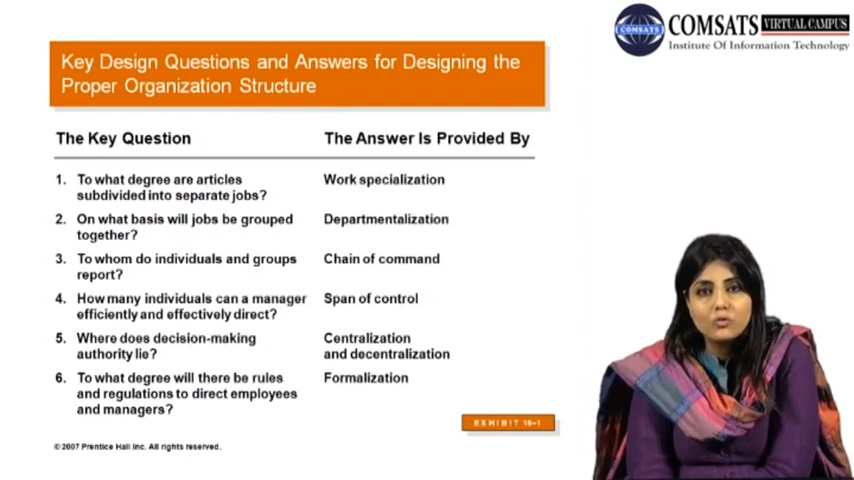 COMSATS VIRTUAL CAMPUS
COMSATS
Institute Of Information Technology
Key Design Questions and Answers for Designing the
Proper Organization Structure
The Key Question
The Answer Is Provided By
1. To what degree are articles
subdivided into separate jobs?
Work specialization
2. On what basis will jobs be grouped
together?
Departmentalization
3. To whom do individuals and groups
report?
Chain of command
4. How many individuals can a manager
efficiently and effectively direct?
Span of control
5. Where does decision-making
authority lie?
Centralization
and decentralization
6. To what degree will there be rules
and regulations to direct employees
and managers?
Formalization
EXHIBIT 16–1
© 2007 Prentice Hall Inc. All rights reserved.